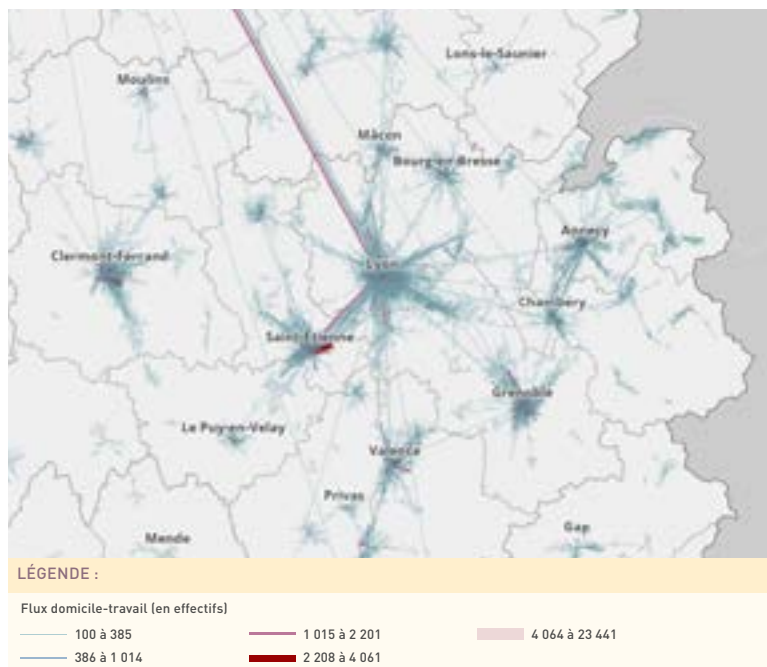 Lons-le-Saunier
Moulins
Mâcon
Bourg-en-Bresse
Annecy
Clermont-Ferrand
Lyon
Chambéry
Saint-Étienne
Grenoble
Le Puy-en-Velay
Valence
Privas
Gap
Mende
LÉGENDE :
Flux domicile-travail (en effectifs)
100 à 385
1 015 à 2 201
4 064 à 23 441
386 à 1 014
2 208 à 4 061